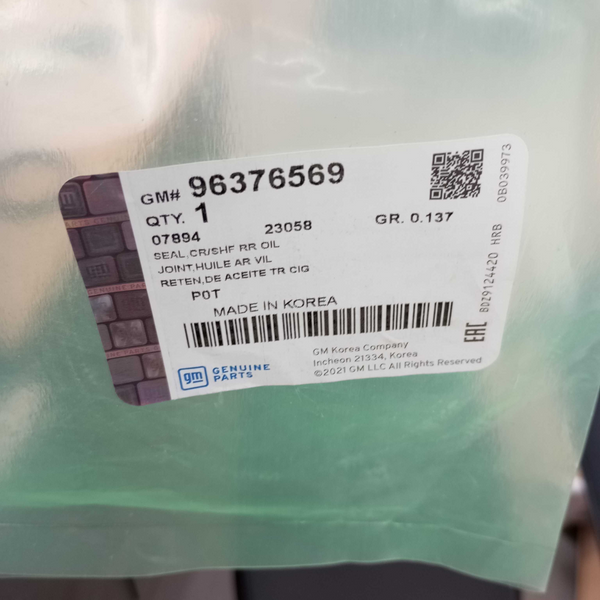 GM# 96376569
QTY. 1
07894 23058 GR. 0.137
SEAL,CR/SHF RR OIL
JOINT,HUILE AR VIL
RETEN,DE ACEITE TR CIG
P0T
MADE IN KOREA
gm GENUINE PARTS
GM Korea Company
Incheon 21334, Korea
©2021 GM LLC All Rights Reserved
EAC
BDZ9124420 HRB
0B039973